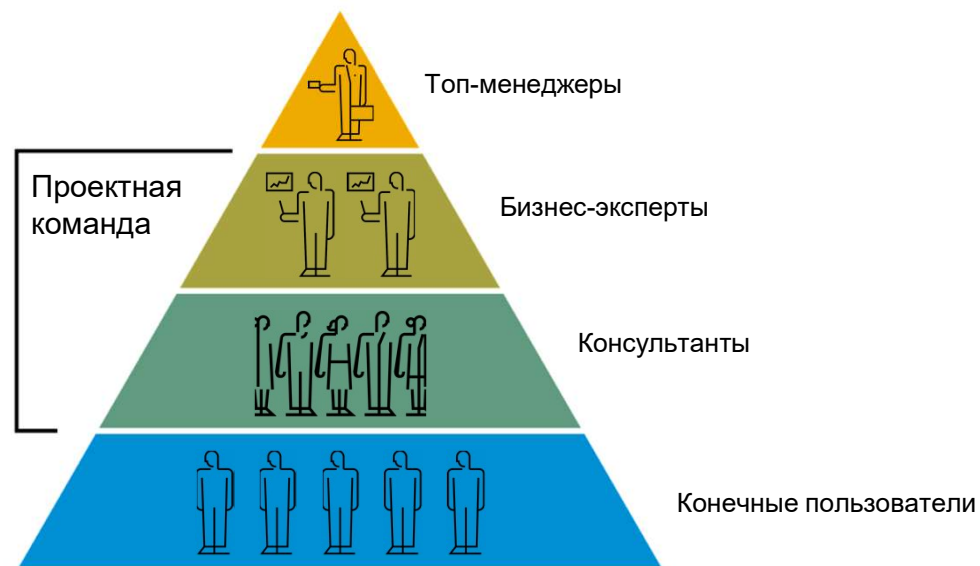 Топ-менеджеры
Проектная
команда
Бизнес-эксперты
Консультанты
Конечные пользователи